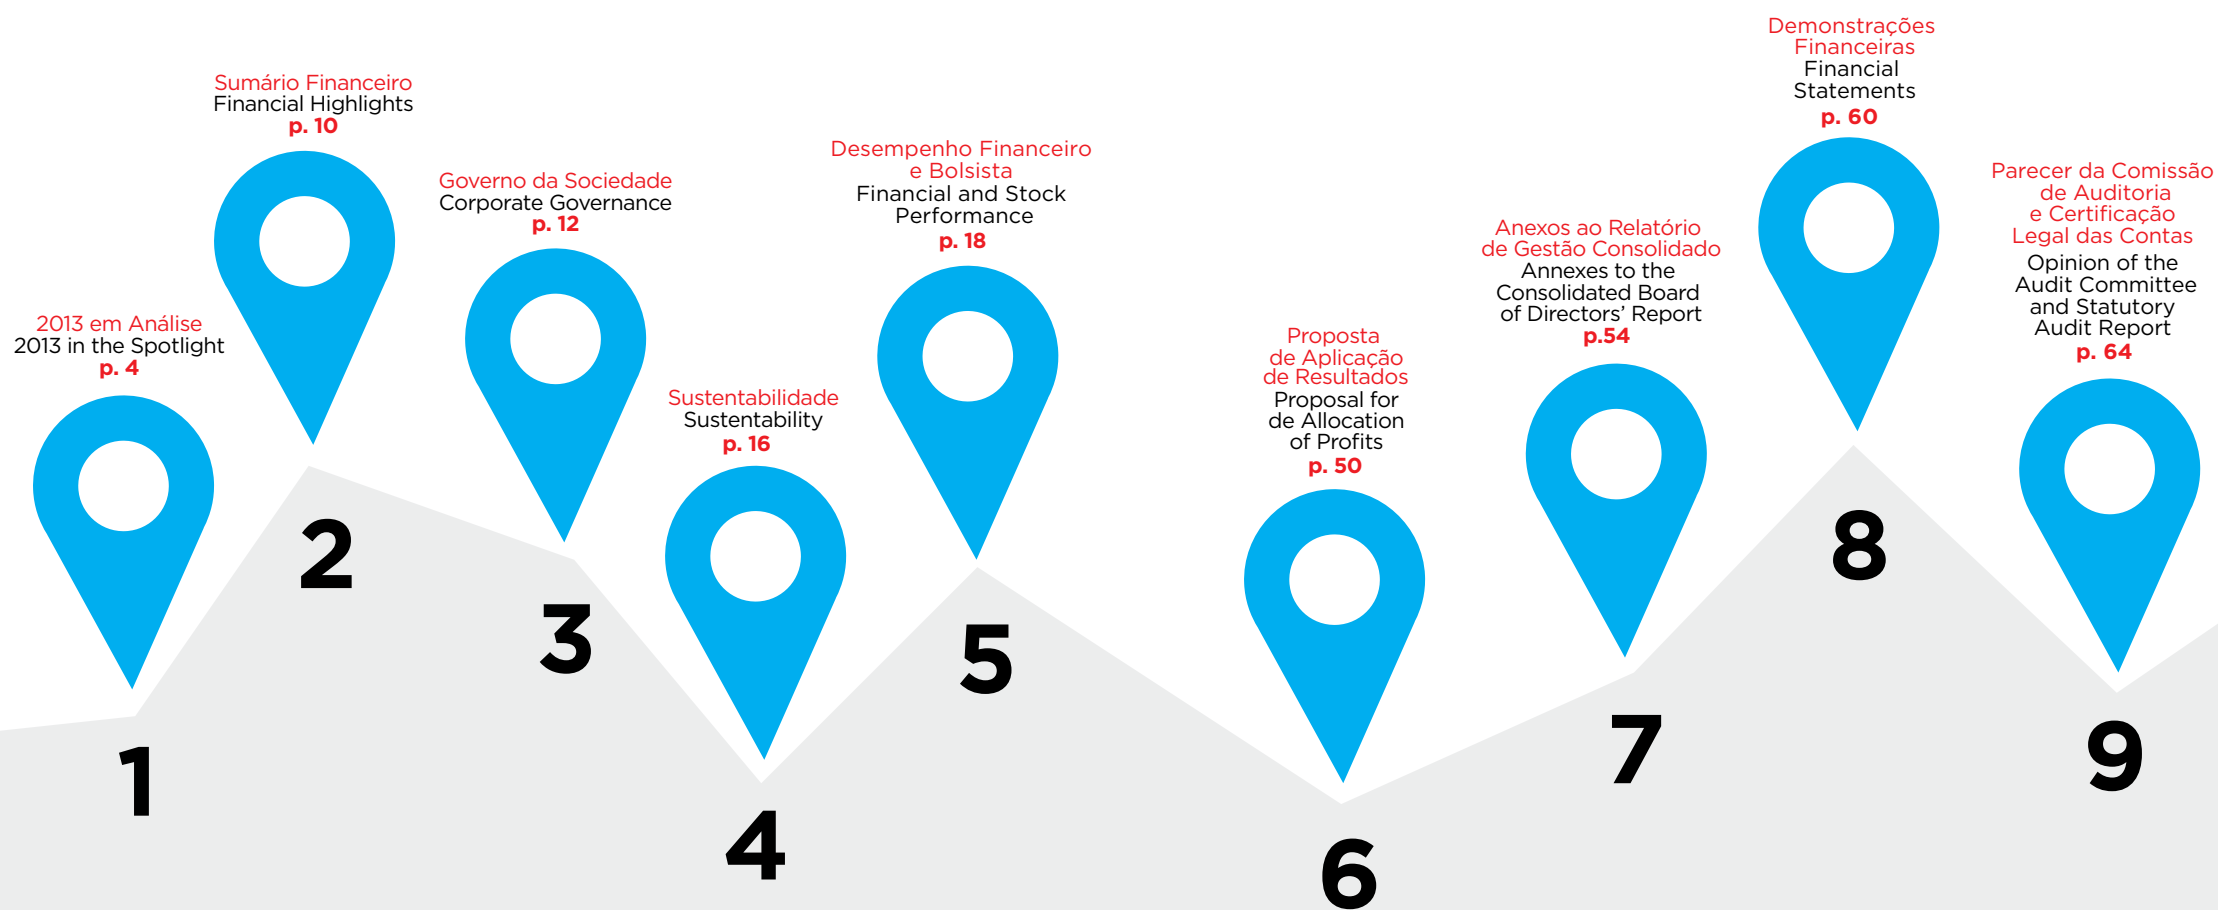 2013 em Análise
2013 in the Spotlight
p. 4
1
Sumário Financeiro
Financial Highlights
p. 10
2
Governo da Sociedade
Corporate Governance
p. 12
3
Sustentabilidade
Sustentability
p. 16
4
Desempenho Financeiro
e Bolsista
Financial and Stock
Performance
p. 18
5
Proposta
de Aplicação
de Resultados
Proposal for
de Allocation
of Profits
p. 50
6
Anexos ao Relatório
de Gestão Consolidado
Annexes to the
Consolidated Board
of Directors’ Report
p.54
7
Demonstrações
Financeiras
Financial
Statements
p. 60
8
Parecer da Comissão
de Auditoria
e Certificação
Legal das Contas
Opinion of the
Audit Committee
and Statutory
Audit Report
p. 64
9